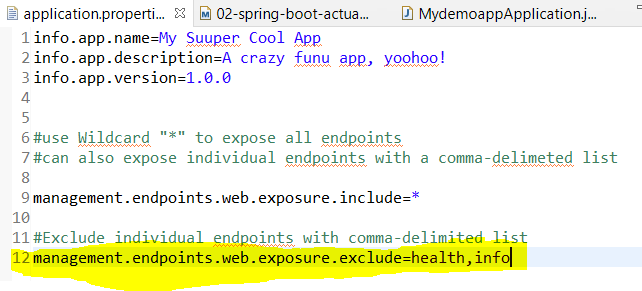 application.properti...
02-spring-boot-actua...
MydemoappApplication.j...
1 info.app.name=My Suuper Cool App
2 info.app.description=A crazy funu app, yoohoo!
3 info.app.version=1.0.0
4
5
6 #use Wildcard "*" to expose all endpoints
7 #can also expose individual endpoints with a comma-delimeted list
8
9 management.endpoints.web.exposure.include=*
10
11 #Exclude individual endpoints with comma-delimited list
12 management.endpoints.web.exposure.exclude=health,info